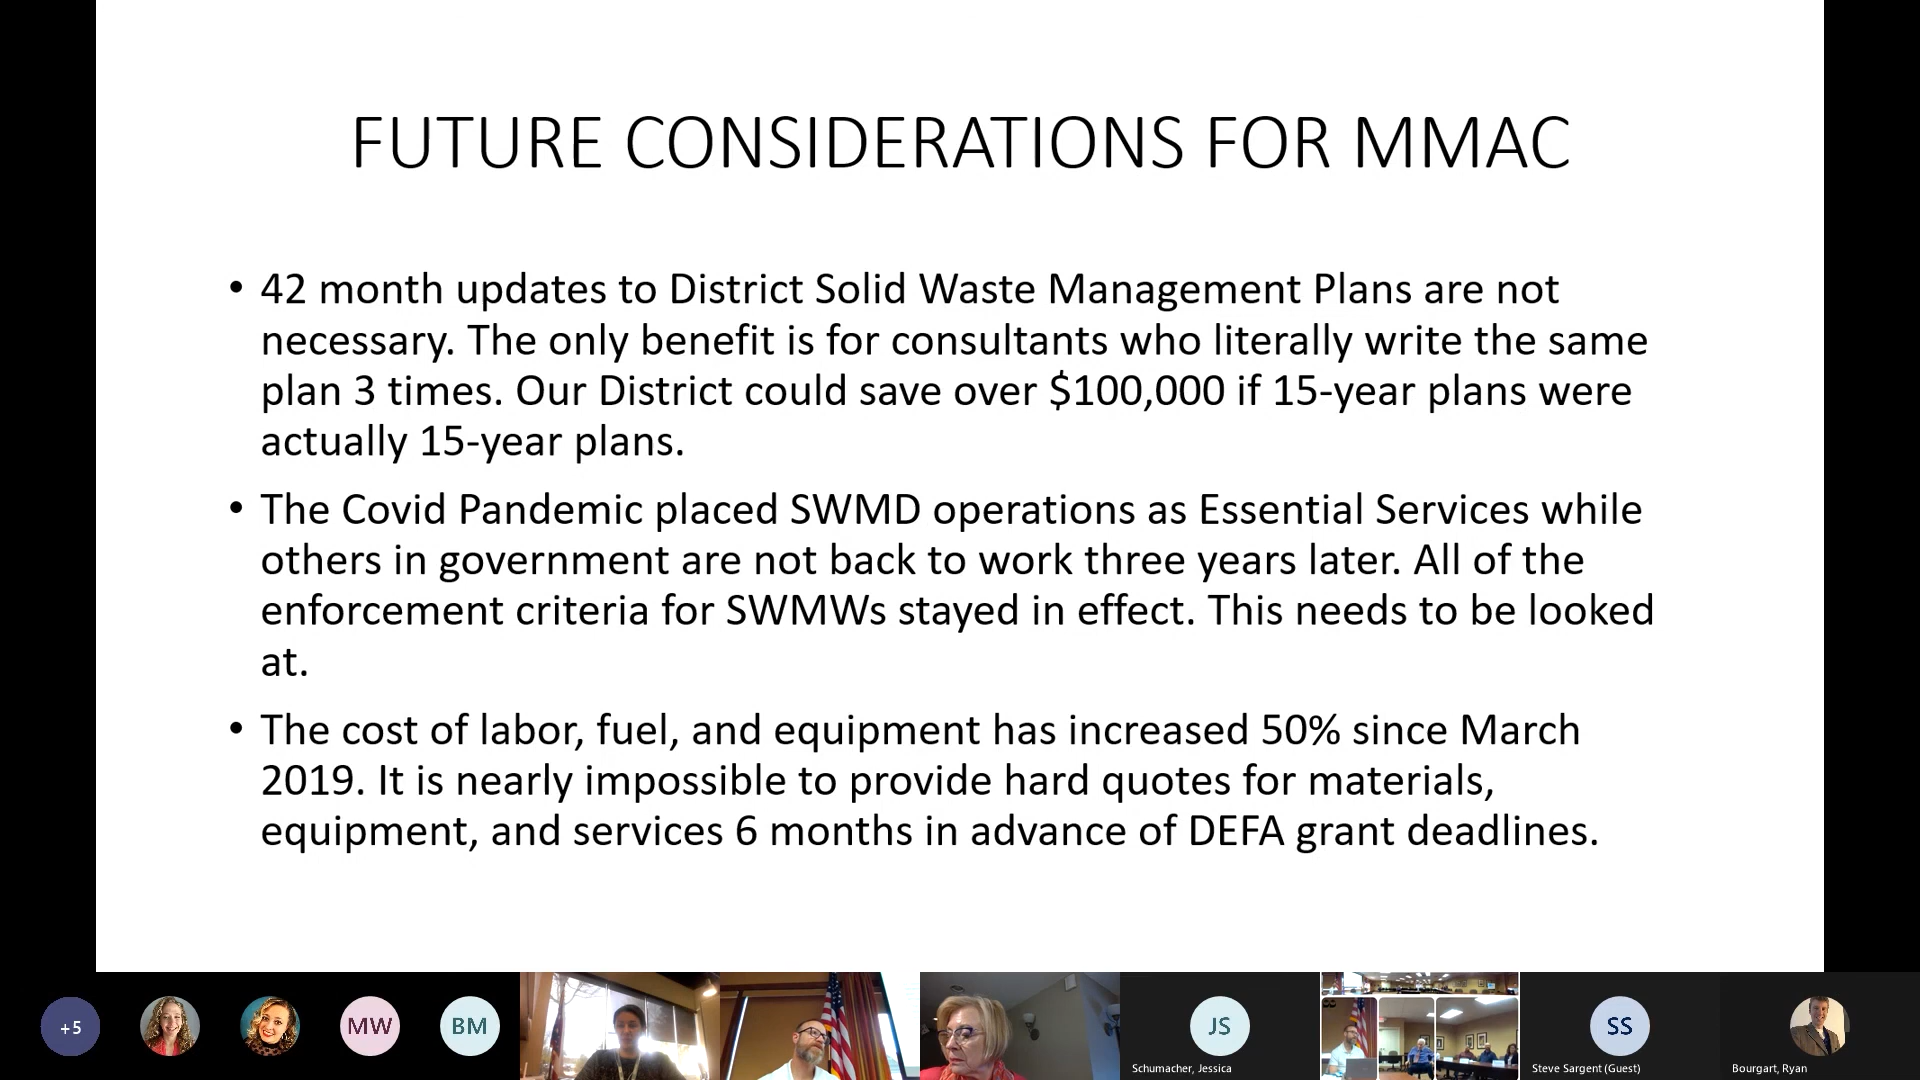 FUTURE CONSIDERATIONS FOR MMAC
• 42 month updates to District Solid Waste Management Plans are not
necessary. The only benefit is for consultants who literally write the same
plan 3 times. Our District could save over $100,000 if 15-year plans were
actually 15-year plans.
• The Covid Pandemic placed SWMD operations as Essential Services while
others in government are not back to work three years later. All of the
enforcement criteria for SWMWs stayed in effect. This needs to be looked
at.
• The cost of labor, fuel, and equipment has increased 50% since March
2019. It is nearly impossible to provide hard quotes for materials,
equipment, and services 6 months in advance of DEFA grant deadlines.
+5
MW
BM
JS
Schumacher, Jessica
SS
Steve Sargent (Guest)
Bourgart, Ryan